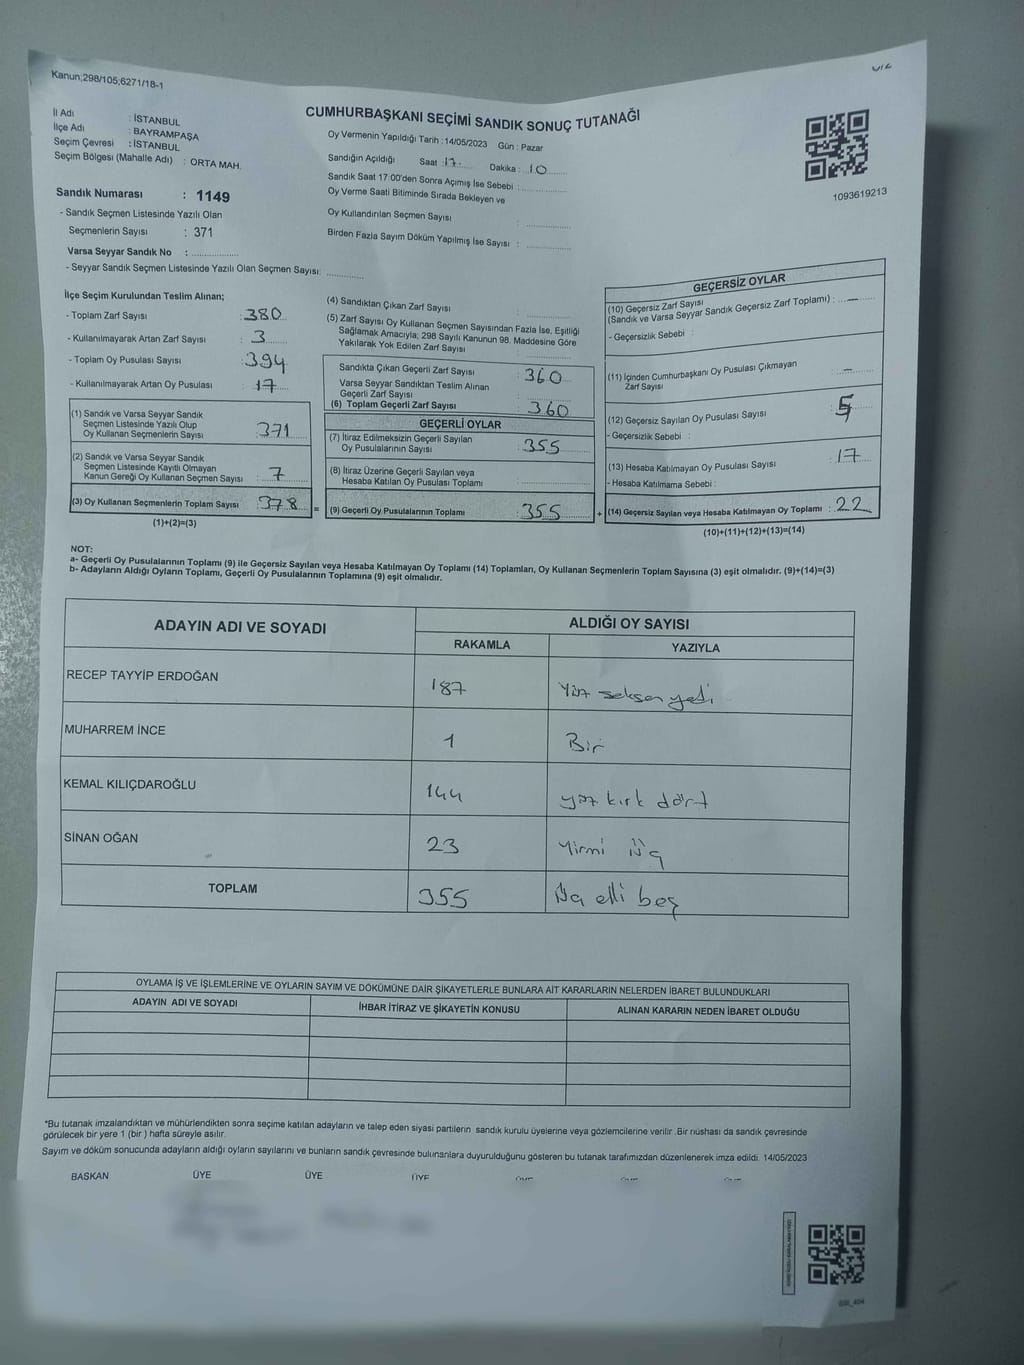 Kanun;298/105;6271/18-1
CUMHURBAŞKANI SEÇİMİ SANDIK SONUÇ TUTANAĞI
İl Adı : İSTANBUL
İlçe Adı : BAYRAMPAŞA
Seçim Çevresi : İSTANBUL
Seçim Bölgesi (Mahalle Adı) : ORTA MAH.
Oy Vermenin Yapıldığı Tarih : 14/05/2023 Gün : Pazar
Sandığın Açıldığı Saat : 17 Dakika : 10
Sandık Saat 17:00'den Sonra Açımış İse Sebebi :
Oy Verme Saati Bitiminde Sırada Bekleyen ve
Oy Kullandırılan Seçmen Sayısı :
Birden Fazla Sayım Döküm Yapılmış İse Sayısı :
1093619213
Sandık Numarası : 1149
- Sandık Seçmen Listesinde Yazılı Olan
Seçmenlerin Sayısı : 371
Varsa Seyyar Sandık No :
- Seyyar Sandık Seçmen Listesinde Yazılı Olan Seçmen Sayısı:
İlçe Seçim Kurulundan Teslim Alınan;
- Toplam Zarf Sayısı : 380
- Kullanılmayarak Artan Zarf Sayısı : 3
- Toplam Oy Pusulası Sayısı : 394
- Kullanılmayarak Artan Oy Pusulası : 17
(1) Sandık ve Varsa Seyyar Sandık
Seçmen Listesinde Yazılı Olup
Oy Kullanan Seçmenlerin Sayısı : 371
(2) Sandık ve Varsa Seyyar Sandık
Seçmen Listesinde Kayıtlı Olmayan
Kanun Gereği Oy Kullanan Seçmen Sayısı : 7
(3) Oy Kullanan Seçmenlerin Toplam Sayısı : 378 =
(1)+(2)=(3)
(4) Sandıktan Çıkan Zarf Sayısı :
(5) Zarf Sayısı Oy Kullanan Seçmen Sayısından Fazla İse, Eşitliği
Sağlamak Amacıyla; 298 Sayılı Kanunun 98. Maddesine Göre
Yakılarak Yok Edilen Zarf Sayısı :
Sandıkta Çıkan Geçerli Zarf Sayısı : 360
Varsa Seyyar Sandıktan Teslim Alınan
Geçerli Zarf Sayısı :
(6) Toplam Geçerli Zarf Sayısı : 360
GEÇERLİ OYLAR
(7) İtiraz Edilmeksizin Geçerli Sayılan
Oy Pusulalarının Sayısı : 355
(8) İtiraz Üzerine Geçerli Sayılan veya
Hesaba Katılan Oy Pusulası Toplamı :
(9) Geçerli Oy Pusulalarının Toplamı : 355 +
GEÇERSİZ OYLAR
(10) Geçersiz Zarf Sayısı
(Sandık ve Varsa Seyyar Sandık Geçersiz Zarf Toplamı) : —
- Geçersizlik Sebebi :
(11) İçinden Cumhurbaşkanı Oy Pusulası Çıkmayan
Zarf Sayısı : —
(12) Geçersiz Sayılan Oy Pusulası Sayısı : 5
- Geçersizlik Sebebi :
(13) Hesaba Katılmayan Oy Pusulası Sayısı : 17
- Hesaba Katılmama Sebebi :
(14) Geçersiz Sayılan veya Hesaba Katılmayan Oy Toplamı : 22
(10)+(11)+(12)+(13)=(14)
NOT:
a- Geçerli Oy Pusulalarının Toplamı (9) ile Geçersiz Sayılan veya Hesaba Katılmayan Oy Toplamı (14) Toplamları, Oy Kullanan Seçmenlerin Toplam Sayısına (3) eşit olmalıdır. (9)+(14)=(3)
b- Adayların Aldığı Oyların Toplamı, Geçerli Oy Pusulalarının Toplamına (9) eşit olmalıdır.
ADAYIN ADI VE SOYADI ALDIĞI OY SAYISI
RAKAMLA YAZIYLA
RECEP TAYYİP ERDOĞAN 187 Yüz seksen yedi
MUHARREM İNCE 1 Bir
KEMAL KILIÇDAROĞLU 144 yüz kırk dört
SİNAN OĞAN 23 Yirmi üç
TOPLAM 355 Üç elli beş
OYLAMA İŞ VE İŞLEMLERİNE VE OYLARIN SAYIM VE DÖKÜMÜNE DAİR ŞİKAYETLERLE BUNLARA AİT KARARLARIN NELERDEN İBARET BULUNDUKLARI
ADAYIN ADI VE SOYADI İHBAR İTİRAZ VE ŞİKAYETİN KONUSU ALINAN KARARIN NEDEN İBARET OLDUĞU
*Bu tutanak imzalandıktan ve mühürlendikten sonra seçime katılan adayların ve talep eden siyasi partilerin sandık kurulu üyelerine veya gözlemcilerine verilir .Bir nüshası da sandık çevresinde
görülecek bir yere 1 (bir ) hafta süreyle asılır.
Sayım ve döküm sonucunda adayların aldığı oyların sayılarını ve bunların sandık çevresinde bulunanlara duyurulduğunu gösteren bu tutanak tarafımızdan düzenlenerek imza edildi. 14/05/2023
BAŞKAN ÜYE ÜYE ÜYE